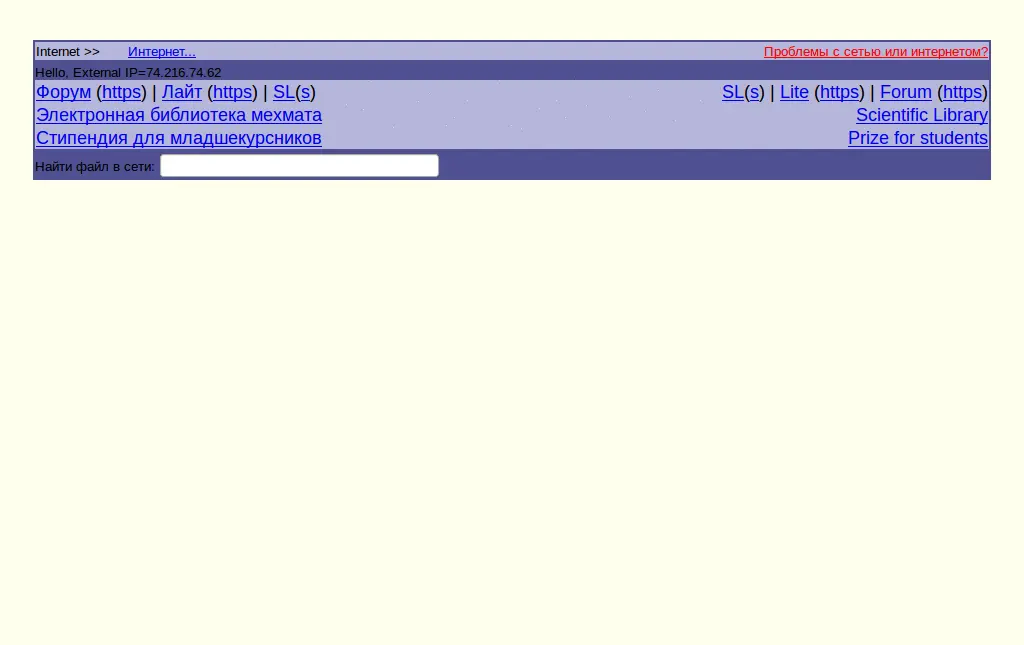 Internet >> Интернет... Проблемы с сетью или интернетом?
Hello, External IP=74.216.74.62
Форум (https) | Лайт (https) | SL(s) SL(s) | Lite (https) | Forum (https)
Электронная библиотека мехмата Scientific Library
Стипендия для младшекурсников Prize for students
Найти файл в сети: